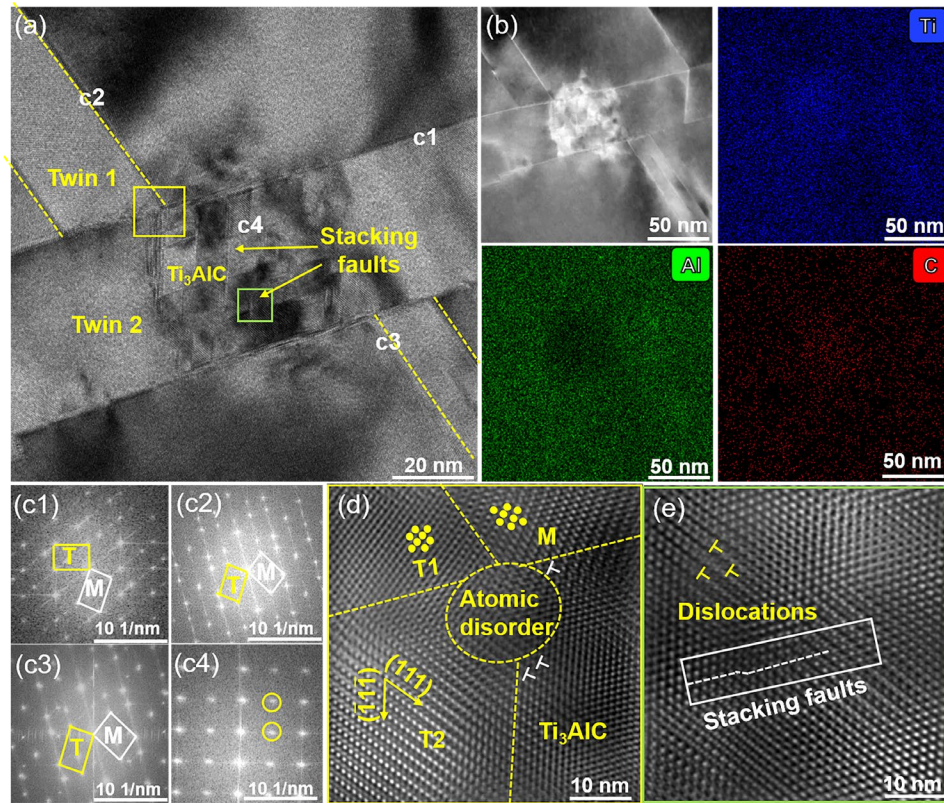 (a)
c2
c1
Twin 1
c4
Stacking
faults
Ti₃AlC
Twin 2
c3
20 nm
(b)
50 nm
Ti
50 nm
Al
50 nm
C
50 nm
(c1)
T
M
10 1/nm
(c2)
T
M
10 1/nm
(c3)
T
M
10 1/nm
(c4)
10 1/nm
(d)
M
T1
Atomic
disorder
(111)
(111)
T2
Ti₃AlC
10 nm
(e)
Dislocations
Stacking faults
10 nm